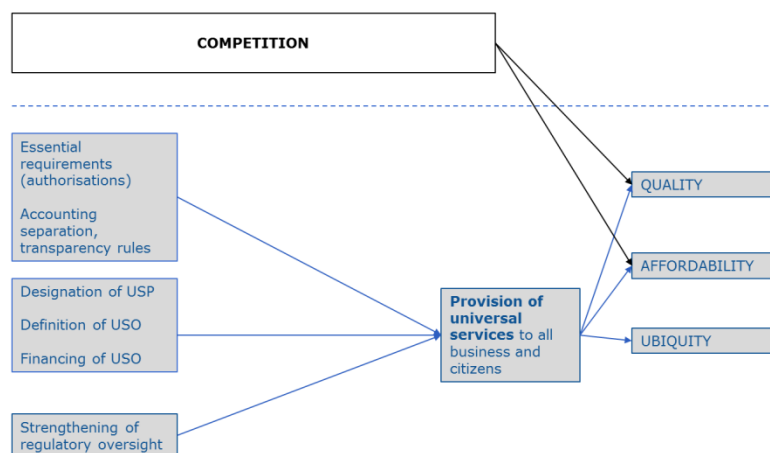 COMPETITION
Essential
requirements
(authorisations)
Accounting
separation,
transparency rules
Designation of USP
Definition of USO
Financing of USO
Strengthening of
regulatory oversight
Provision of
universal
services to all
business and
citizens
QUALITY
AFFORDABILITY
UBIQUITY